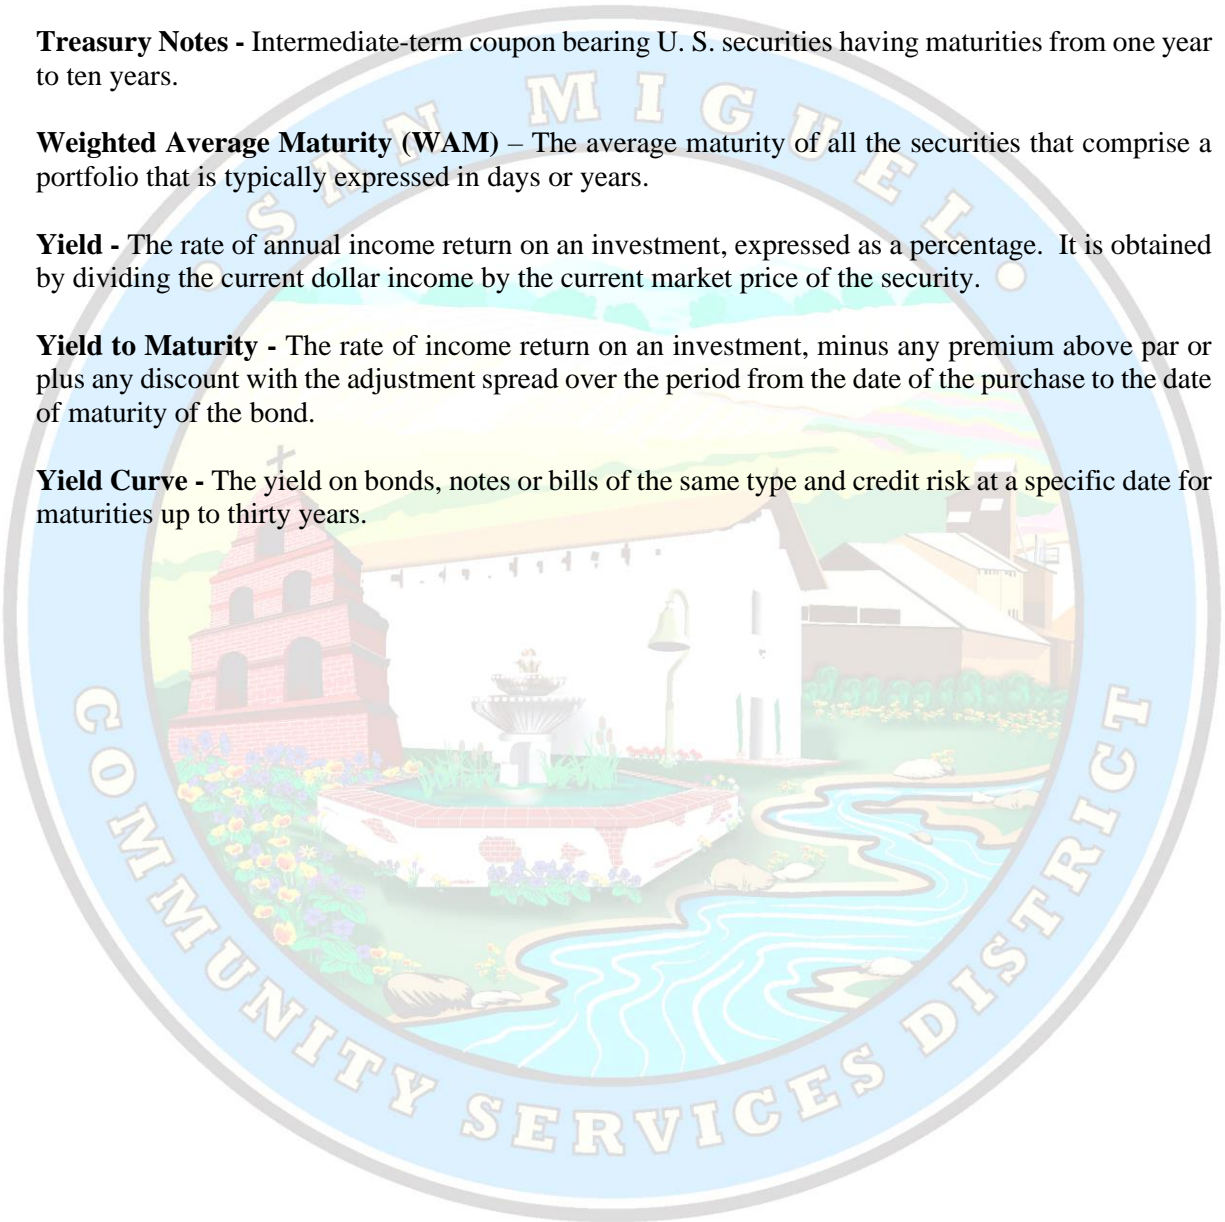 Treasury Notes - Intermediate-term coupon bearing U. S. securities having maturities from one year
to ten years.
Weighted Average Maturity (WAM) – The average maturity of all the securities that comprise a
portfolio that is typically expressed in days or years.
Yield - The rate of annual income return on an investment, expressed as a percentage. It is obtained
by dividing the current dollar income by the current market price of the security.
Yield to Maturity - The rate of income return on an investment, minus any premium above par or
plus any discount with the adjustment spread over the period from the date of the purchase to the date
of maturity of the bond.
Yield Curve - The yield on bonds, notes or bills of the same type and credit risk at a specific date for
maturities up to thirty years.
• SAN MIGUEL •
COMMUNITY SERVICES DISTRICT